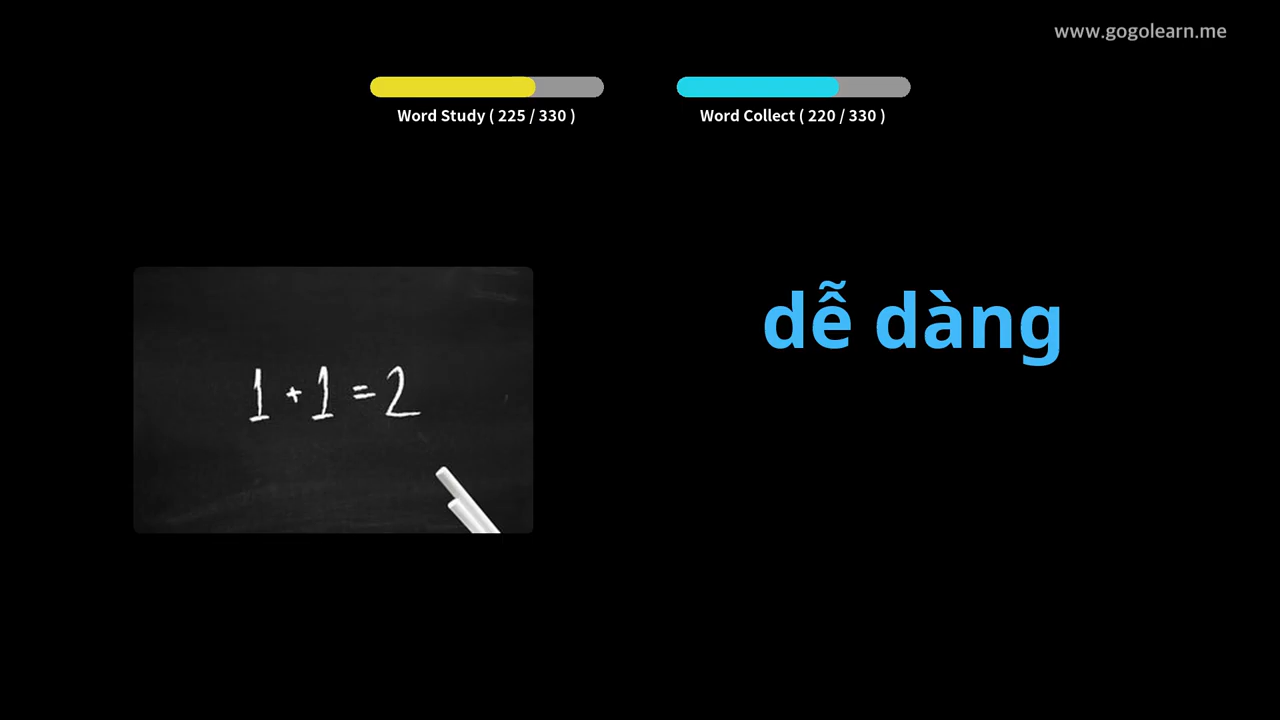 www.gogolearn.me
Word Study ( 225 / 330 )
Word Collect ( 220 / 330 )
dễ dàng
1 + 1 = 2